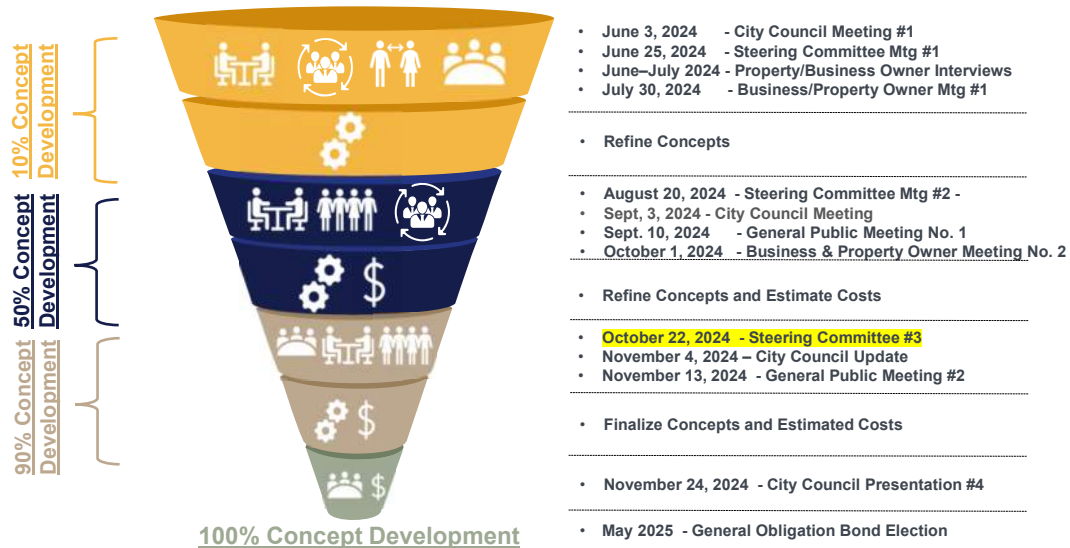 10% Concept
Development
50% Concept
Development
90% Concept
Development
• June 3, 2024 - City Council Meeting #1
• June 25, 2024 - Steering Committee Mtg #1
• June–July 2024 - Property/Business Owner Interviews
• July 30, 2024 - Business/Property Owner Mtg #1
• Refine Concepts
• August 20, 2024 - Steering Committee Mtg #2 -
• Sept, 3, 2024 - City Council Meeting
• Sept. 10, 2024 - General Public Meeting No. 1
• October 1, 2024 - Business & Property Owner Meeting No. 2
$
• Refine Concepts and Estimate Costs
• October 22, 2024 - Steering Committee #3
• November 4, 2024 – City Council Update
• November 13, 2024 - General Public Meeting #2
$
• Finalize Concepts and Estimated Costs
$
• November 24, 2024 - City Council Presentation #4
100% Concept Development
• May 2025 - General Obligation Bond Election